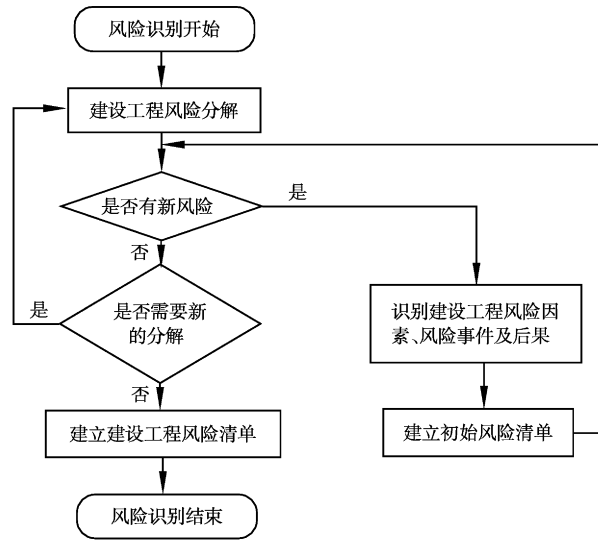 风险识别开始
建设工程风险分解
是否有新风险
是
否
是否需要新
的分解
是
识别建设工程风险因
素、风险事件及后果
否
建立建设工程风险清单
建立初始风险清单
风险识别结束